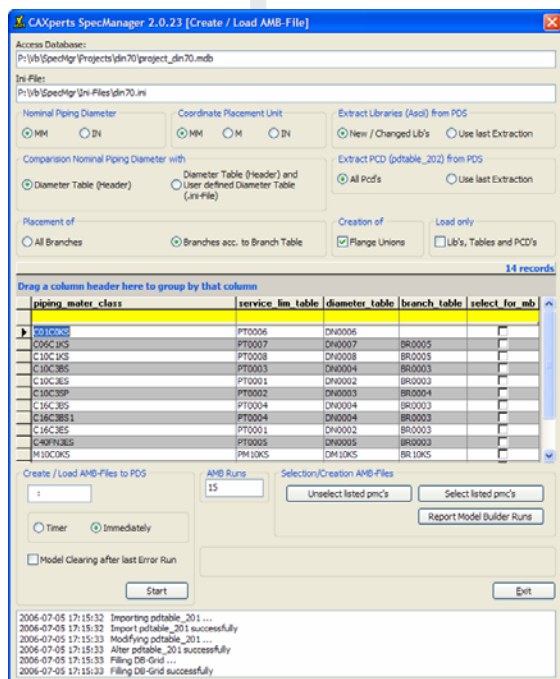 CAXperts SpecManager 2.0.23 [Create / Load AMB-File]
Access Database:
P:\Vb\SpecMgr\Projects\din70\project_din70.mdb
Ini-File:
P:\Vb\SpecMgr\Ini-Files\din70.ini
Nominal Piping Diameter Coordinate Placement Unit Extract Libraries (Ascii) from PDS
MM IN MM M IN New / Changed Lib's Use last Extraction
Comparision Nominal Piping Diameter with Extract PCD (pdtable_202) from PDS
Diameter Table (Header) Diameter Table (Header) and
User defined Diameter Table
(.ini-File)
All Pcd's Use last Extraction
Placement of Creation of Load only
All Branches Branches acc. to Branch Table Flange Unions Lib's, Tables and PCD's
14 records
Drag a column header here to group by that column
piping_mater_class service_lim_table diameter_table branch_table select_for_mb
C01C0KS PT0006 DN0006
C06C1KS PT0007 DN0007 BR0005
C10C1KS PT0008 DN0008 BR0005
C10C3BS PT0003 DN0004 BR0003
C10C3ES PT0001 DN0002 BR0003
C10C3SP PT0002 DN0003 BR0004
C16C3BS PT0004 DN0004 BR0003
C16C3BS1 PT0004 DN0004 BR0003
C16C3ES PT0001 DN0002 BR0003
C40FN3ES PT0005 DN0005 BR0003
M10C0KS PM10KS DM10KS BR10KS
Create / Load AMB-Files to PDS AMB Runs Selection/Creation AMB-Files
: 15 Unselect listed pmc's Select listed pmc's
Report Model Builder Runs
Timer Immediately
Model Clearing after last Error Run
Start Exit
2006-07-05 17:15:32 Importing pdtable_201 ...
2006-07-05 17:15:32 Import pdtable_201 successfully
2006-07-05 17:15:33 Modifying pdtable_201 ...
2006-07-05 17:15:33 Alter pdtable_201 successfully
2006-07-05 17:15:33 Filling DB-Grid ...
2006-07-05 17:15:33 Filling DB-Grid successfully